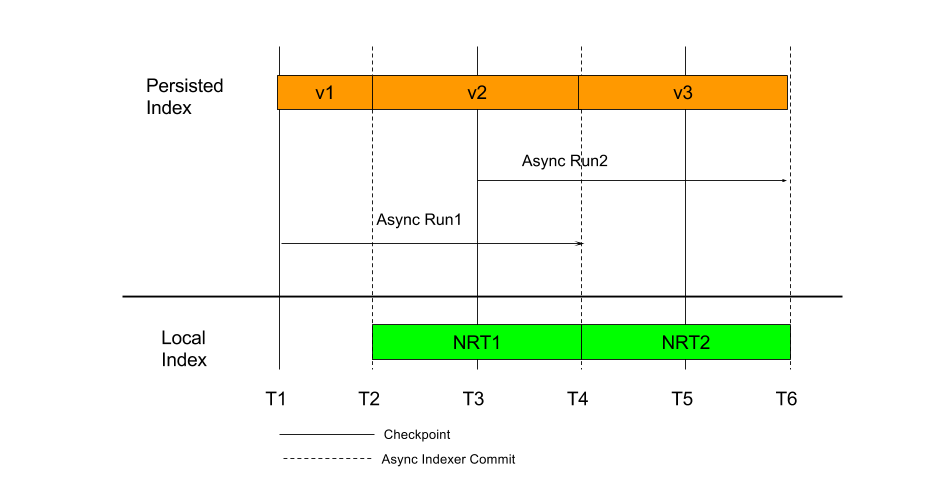 Persisted
Index
v1
v2
v3
Async Run2
Async Run1
Local
Index
NRT1
NRT2
T1
T2
T3
T4
T5
T6
Checkpoint
Async Indexer Commit